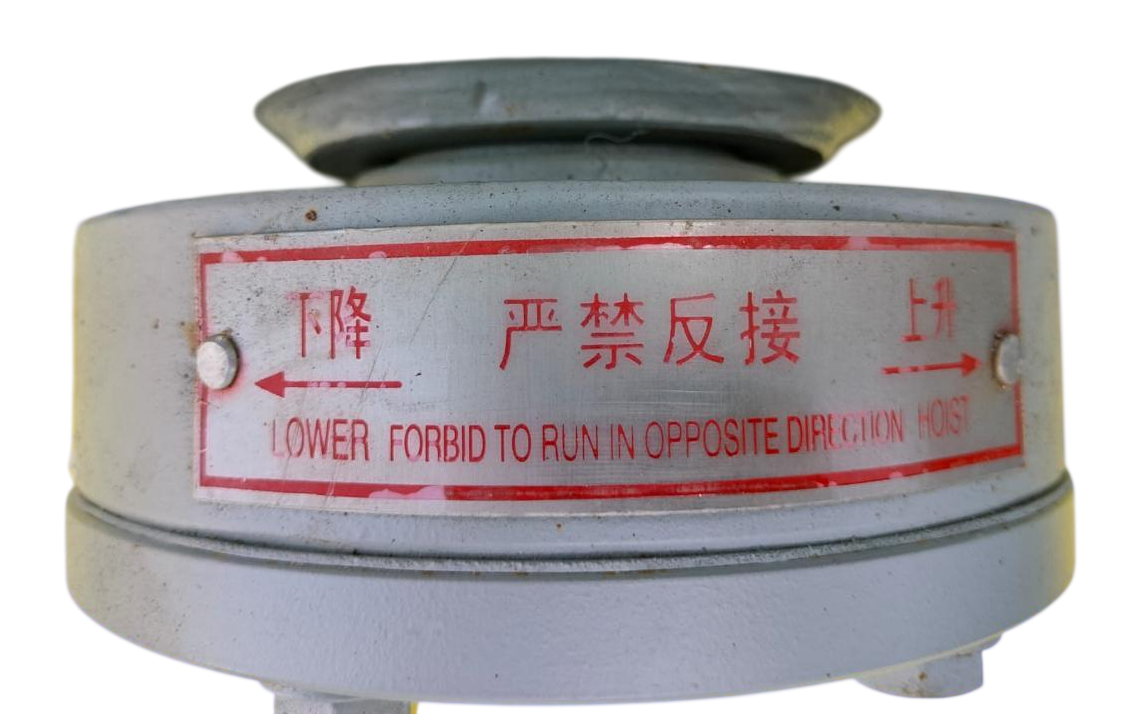 下降 严禁反接 上升
LOWER FORBID TO RUN IN OPPOSITE DIRECTION HOIST